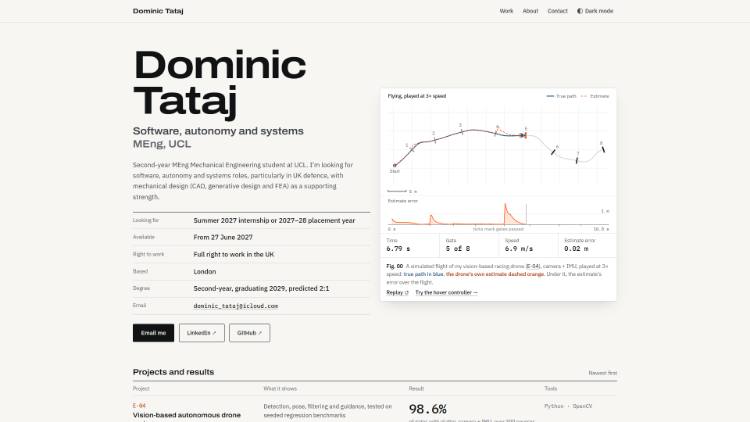 Dominic Tataj
Work About Contact Dark mode
Dominic
Tataj
Software, autonomy and systems
MEng, UCL
Second-year MEng Mechanical Engineering student at UCL. I'm looking for
software, autonomy and systems roles, particularly in UK defence, with
mechanical design (CAD, generative design and FEA) as a supporting
strength.
Looking for Summer 2027 internship or 2027–28 placement year
Available From 27 June 2027
Right to work Full right to work in the UK
Based London
Degree Second-year, graduating 2029, predicted 2:1
Email dominic_tataj@icloud.com
Email me LinkedIn ↗ GitHub ↗
Flying, played at 3× speed True path Estimate
Start
5 m
Estimate error
1 m
0 s ticks mark gates passed
Time Gate Speed Estimate error
6.79 s 5 of 8 6.9 m/s 0.02 m
Fig. 00 A simulated flight of my vision-based racing drone (E-04), camera + IMU, played at 3×
speed: true path in blue, the drone's own estimate dashed orange. Under it, the estimate's
error over the flight.
Replay Try the hover controller →
Projects and results Newest first
Project What it shows Result Tools
E-04
Vision-based autonomous drone
Detection, pose, filtering and guidance, tested on
seeded regression benchmarks
98.6%
Python · OpenCV